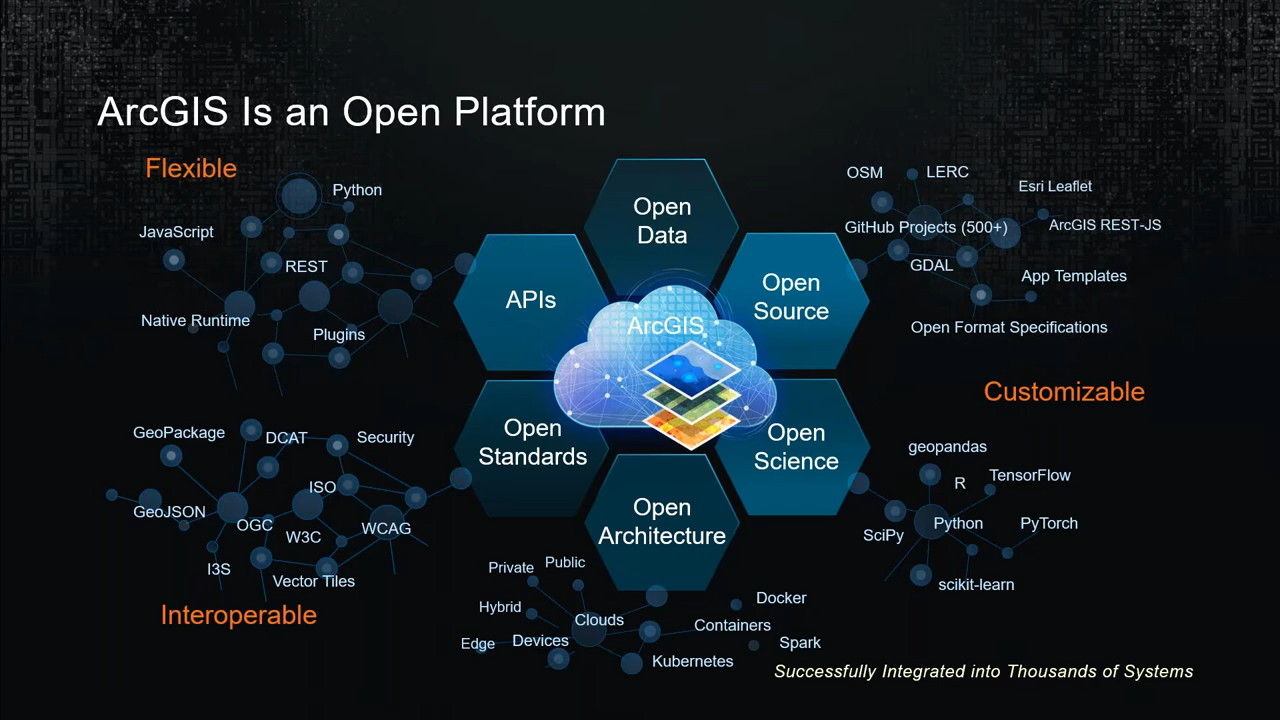 ArcGIS Is an Open Platform
Flexible
Python
JavaScript
REST
Native Runtime
Plugins
Open
Data
APIs
Open
Source
ArcGIS
Open
Standards
Open
Science
Open
Architecture
OSM
LERC
Esri Leaflet
GitHub Projects (500+)
ArcGIS REST-JS
GDAL
App Templates
Open Format Specifications
Customizable
GeoPackage
DCAT
Security
ISO
GeoJSON
OGC
W3C
WCAG
I3S
Vector Tiles
Interoperable
geopandas
R
TensorFlow
Python
PyTorch
SciPy
scikit-learn
Private
Public
Hybrid
Clouds
Docker
Containers
Edge
Devices
Spark
Kubernetes
Successfully Integrated into Thousands of Systems